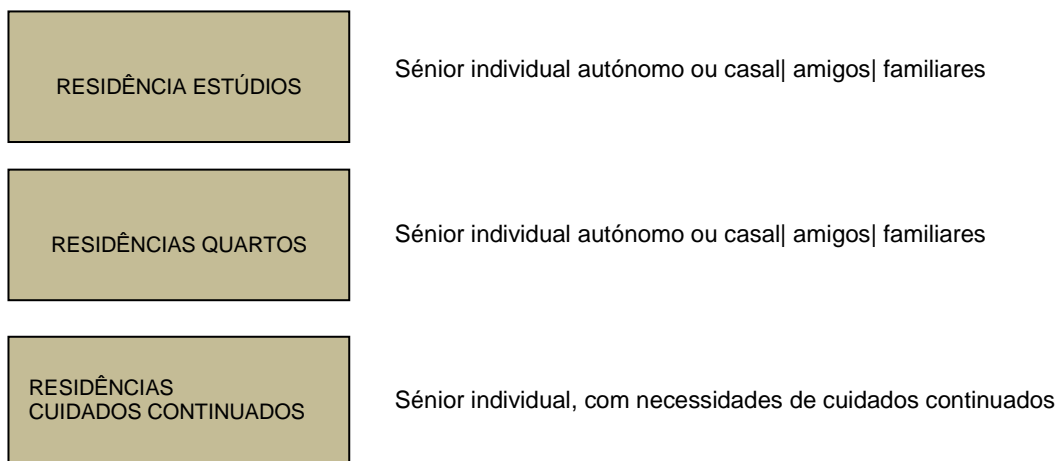 RESIDÊNCIA ESTÚDIOS
Sénior individual autónomo ou casal| amigos| familiares
RESIDÊNCIAS QUARTOS
Sénior individual autónomo ou casal| amigos| familiares
RESIDÊNCIAS
CUIDADOS CONTINUADOS
Sénior individual, com necessidades de cuidados continuados